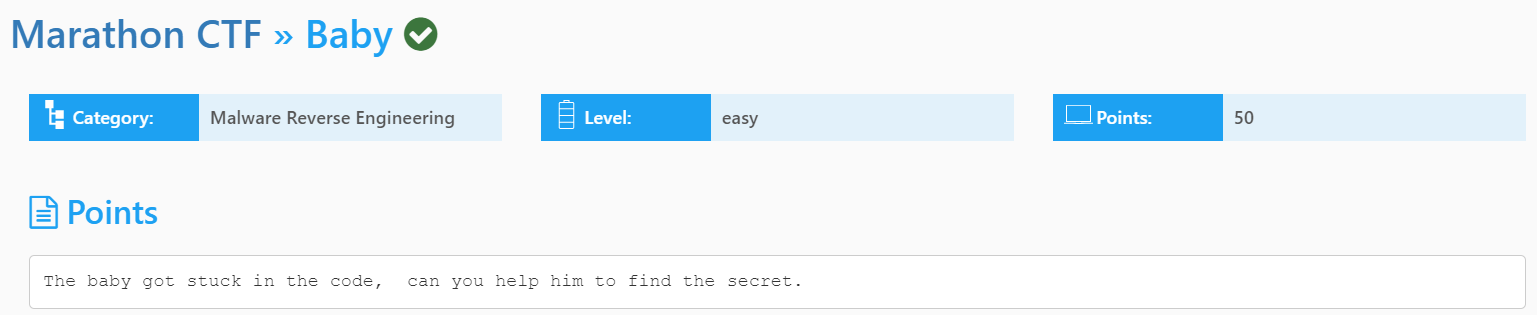 Marathon CTF » Baby
Category: Malware Reverse Engineering Level: easy Points: 50
Points
The baby got stuck in the code,  can you help him to find the secret.